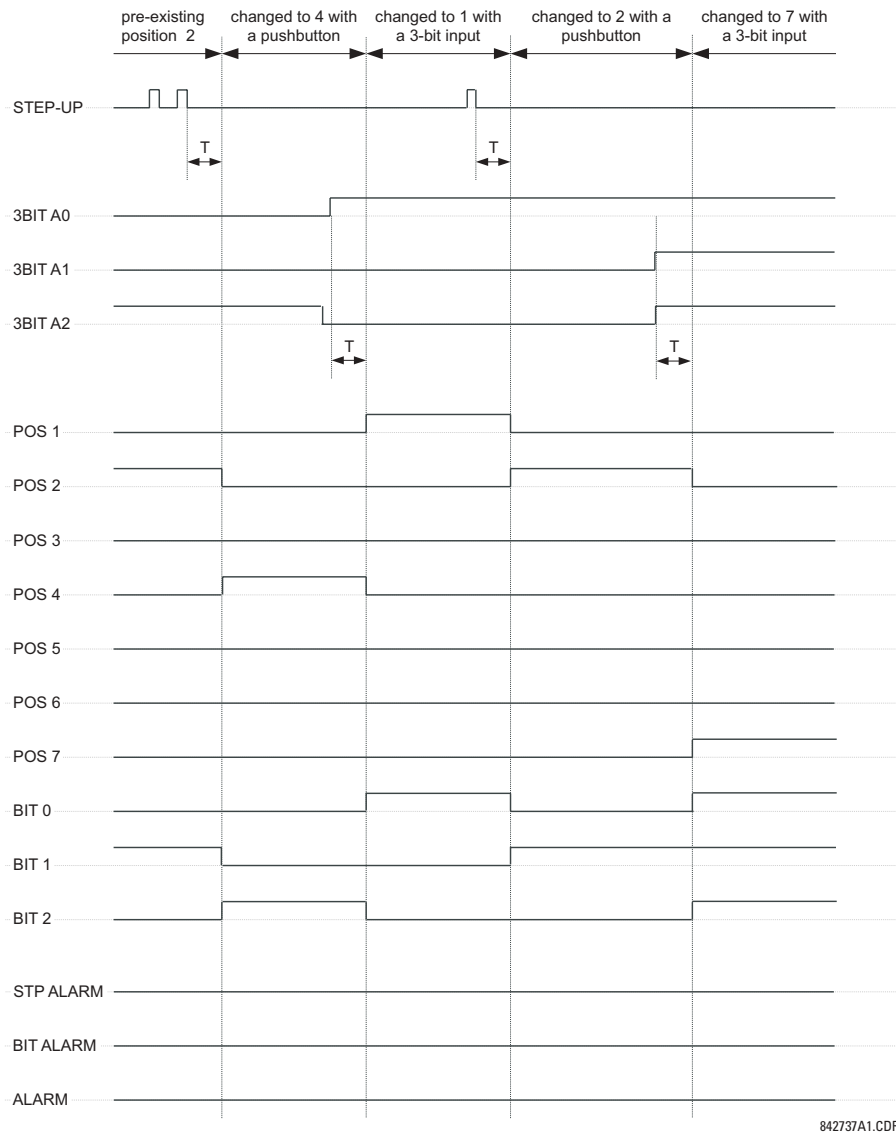 pre-existing
position 2
changed to 4 with
a pushbutton
changed to 1 with
a 3-bit input
changed to 2 with a
pushbutton
changed to 7 with
a 3-bit input
STEP-UP
T
T
3BIT A0
3BIT A1
3BIT A2
T
T
POS 1
POS 2
POS 3
POS 4
POS 5
POS 6
POS 7
BIT 0
BIT 1
BIT 2
STP ALARM
BIT ALARM
ALARM
842737A1.CDR